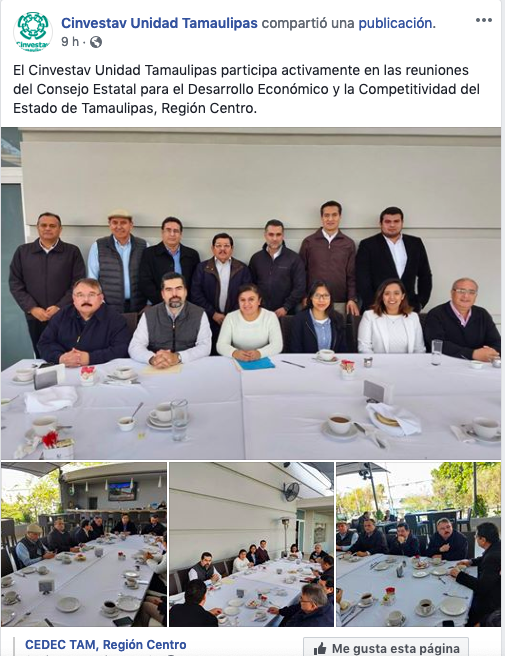 Cinvestav Unidad Tamaulipas compartió una publicación.
9 h ·
Cinvestav
El Cinvestav Unidad Tamaulipas participa activamente en las reuniones
del Consejo Estatal para el Desarrollo Económico y la Competitividad del
Estado de Tamaulipas, Región Centro.
CEDEC TAM, Región Centro
Me gusta esta página